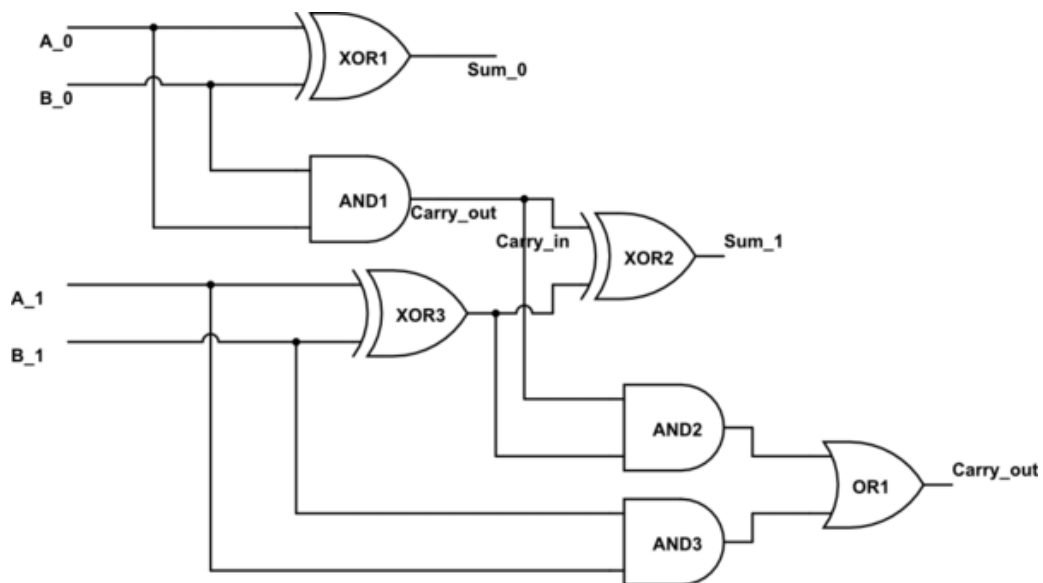 A_0
XOR1
Sum_0
B_0
AND1
Carry_out
Carry_in
XOR2
Sum_1
A_1
XOR3
B_1
AND2
OR1
Carry_out
AND3